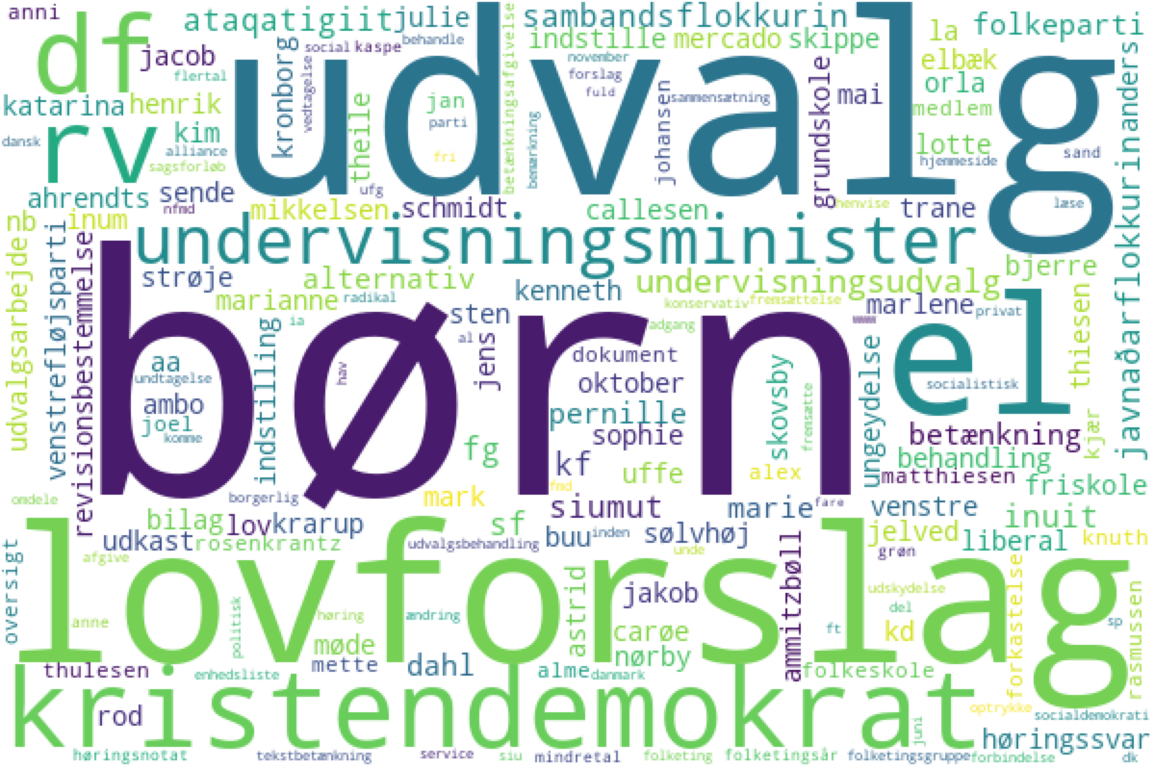 anni
ataqatigiit
julie
sambandsflokkurin
la
folkeparti
df
jacob
flertal
kronborg
social
kaspe
behandle
indstille
mercado
skippe
elbæk
orla
medlem
anders
udvalg
november
forslag
fuld
katarina
henrik
vedtagelse
theile
jan
parti
fri
betænkningsafgivelse
bemærkning
johansen
sammensætning
grundskole
mai
dansk
rv
kim
alliance
sagsforløb
lotte
hjemmeside
sand
ahrendts
sende
nfmd
ufg
læse
nb
inum
mikkelsen
schmidt
callesen
henvise
trane
undervisningsminister
udvalgsarbejde
venstrefløjsparti
revisionsbestemmelse
strøje
alternativ
kenneth
undervisningsudvalg
bjerre
javnaðarflokkurin
marianne
radikal
sten
konservativ
fremsættelse
marlene
privat
thiesen
børn
ia
al
adgang
el
aa
undtagelse
indstilling
hav
jens
dokument
socialistisk
ambo
oktober
skovsby
fremsætte
ungeydelse
joel
komme
pernille
sophie
betænkning
kjær
fg
kf
uffe
alex
behandling
matthiesen
friskole
omdele
borgerlig
mark
fmd
siumut
marie
fare
venstre
inuit
bilag
lov
krarup
sf
buu
inden
sølvhøj
jelved
liberal
knuth
udkast
rosenkrantz
udvalgsbehandling
unde
grøn
lovforslag
oversigt
afgive
astrid
jakob
ammitzbøll
udskydelse
forkastelse
rasmussen
anne
politisk
høring
ændring
carøe
ft
del
kd
sp
møde
nørby
thulesen
enhedsliste
mette
dahl
alme
danmark
folkeskole
kristendemokrat
rod
optrykke
juni
socialdemokrati
høringssvar
høringsnotat
tekstbetænkning
service
siu
mindretal
folketing
folketingsår
folketingsgruppe
forbindelse
dk